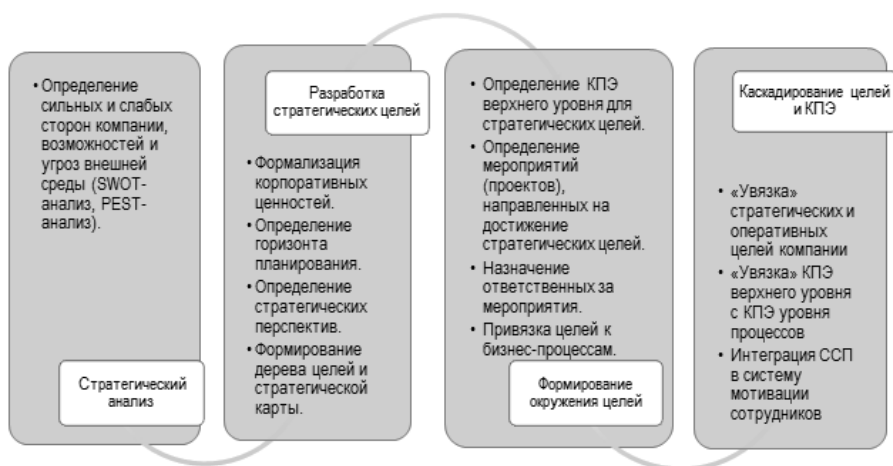 • Определение
сильных и слабых
сторон компании,
возможностей и
угроз внешней
среды (SWOT-
анализ, PEST-
анализ).
Стратегический
анализ
Разработка
стратегических целей
• Формализация
корпоративных
ценностей.
• Определение
горизонта
планирования.
• Определение
стратегических
перспектив.
• Формирование
дерева целей и
стратегической
карты.
• Определение КПЭ
верхнего уровня для
стратегических целей.
• Определение
мероприятий
(проектов),
направленных на
достижение
стратегических целей.
• Назначение
ответственных за
мероприятия.
• Привязка целей к
бизнес-процессам.
Формирование
окружения целей
Каскадирование целей
и КПЭ
• «Увязка»
стратегических и
оперативных
целей компании
• «Увязка» КПЭ
верхнего уровня
с КПЭ уровня
процессов
• Интеграция ССП
в систему
мотивации
сотрудников